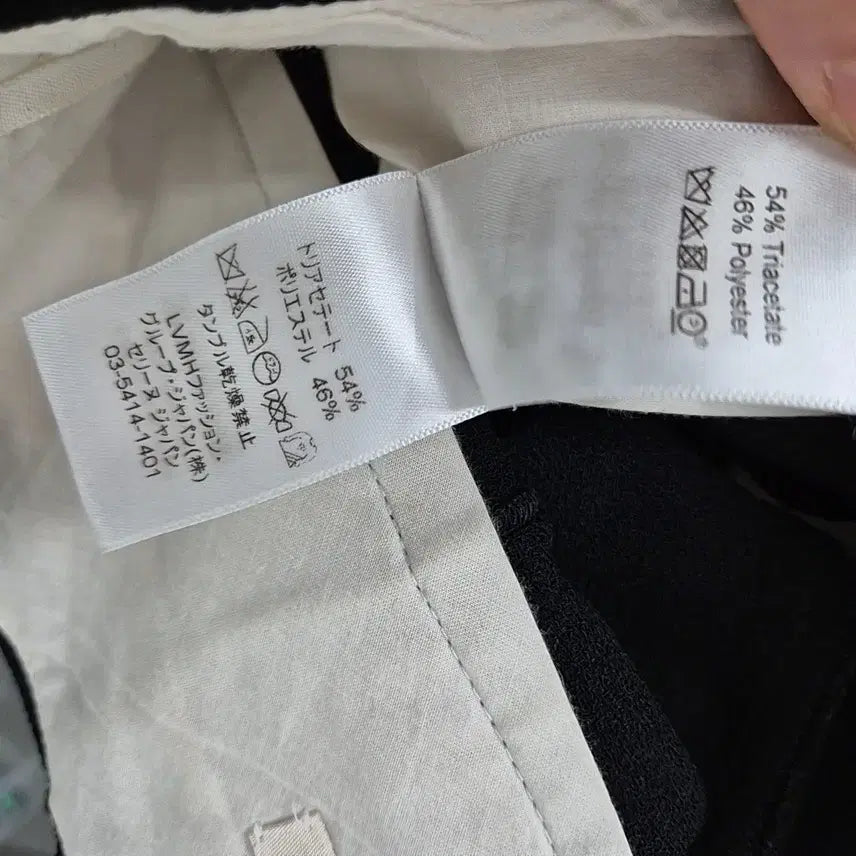 トリアセテート 54%
ポリエステル 46%
タンブル乾燥禁止
LVMHファッション・
グループ・ジャパン(株)
セリーヌ ジャパン
03-5414-1401
54% Triacetate
46% Polyester